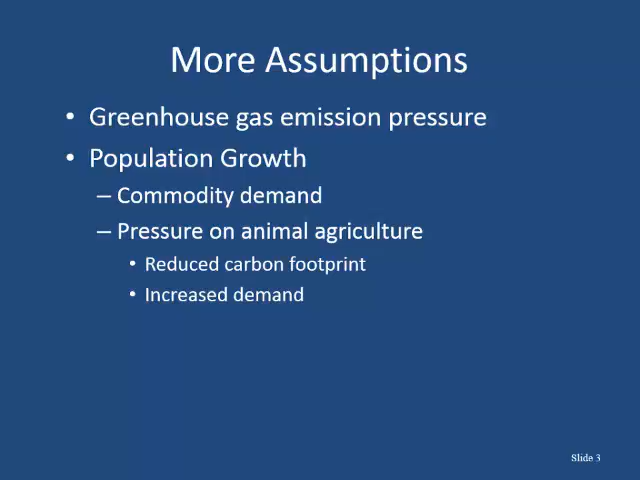 More Assumptions
• Greenhouse gas emission pressure
• Population Growth
– Commodity demand
– Pressure on animal agriculture
• Reduced carbon footprint
• Increased demand
Slide 3